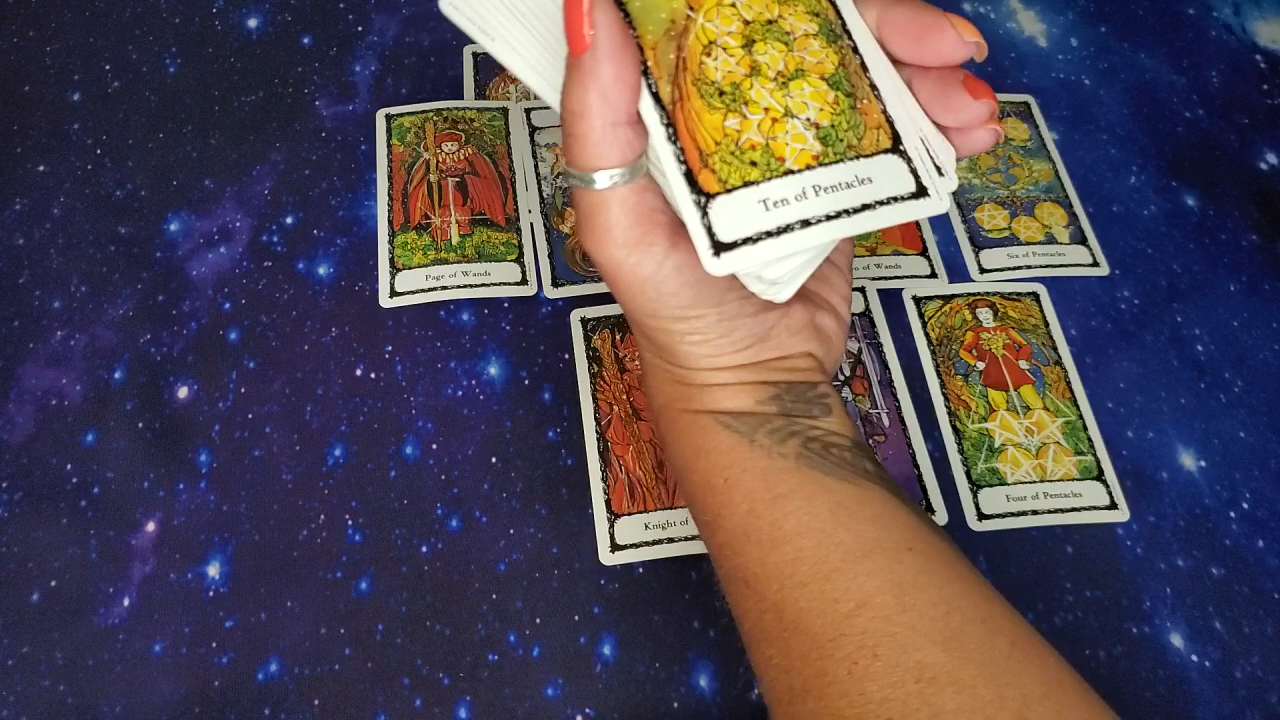 Ten of Pentacles
Page of Wands
of Wands
Six of Pentacles
Knight of
Four of Pentacles